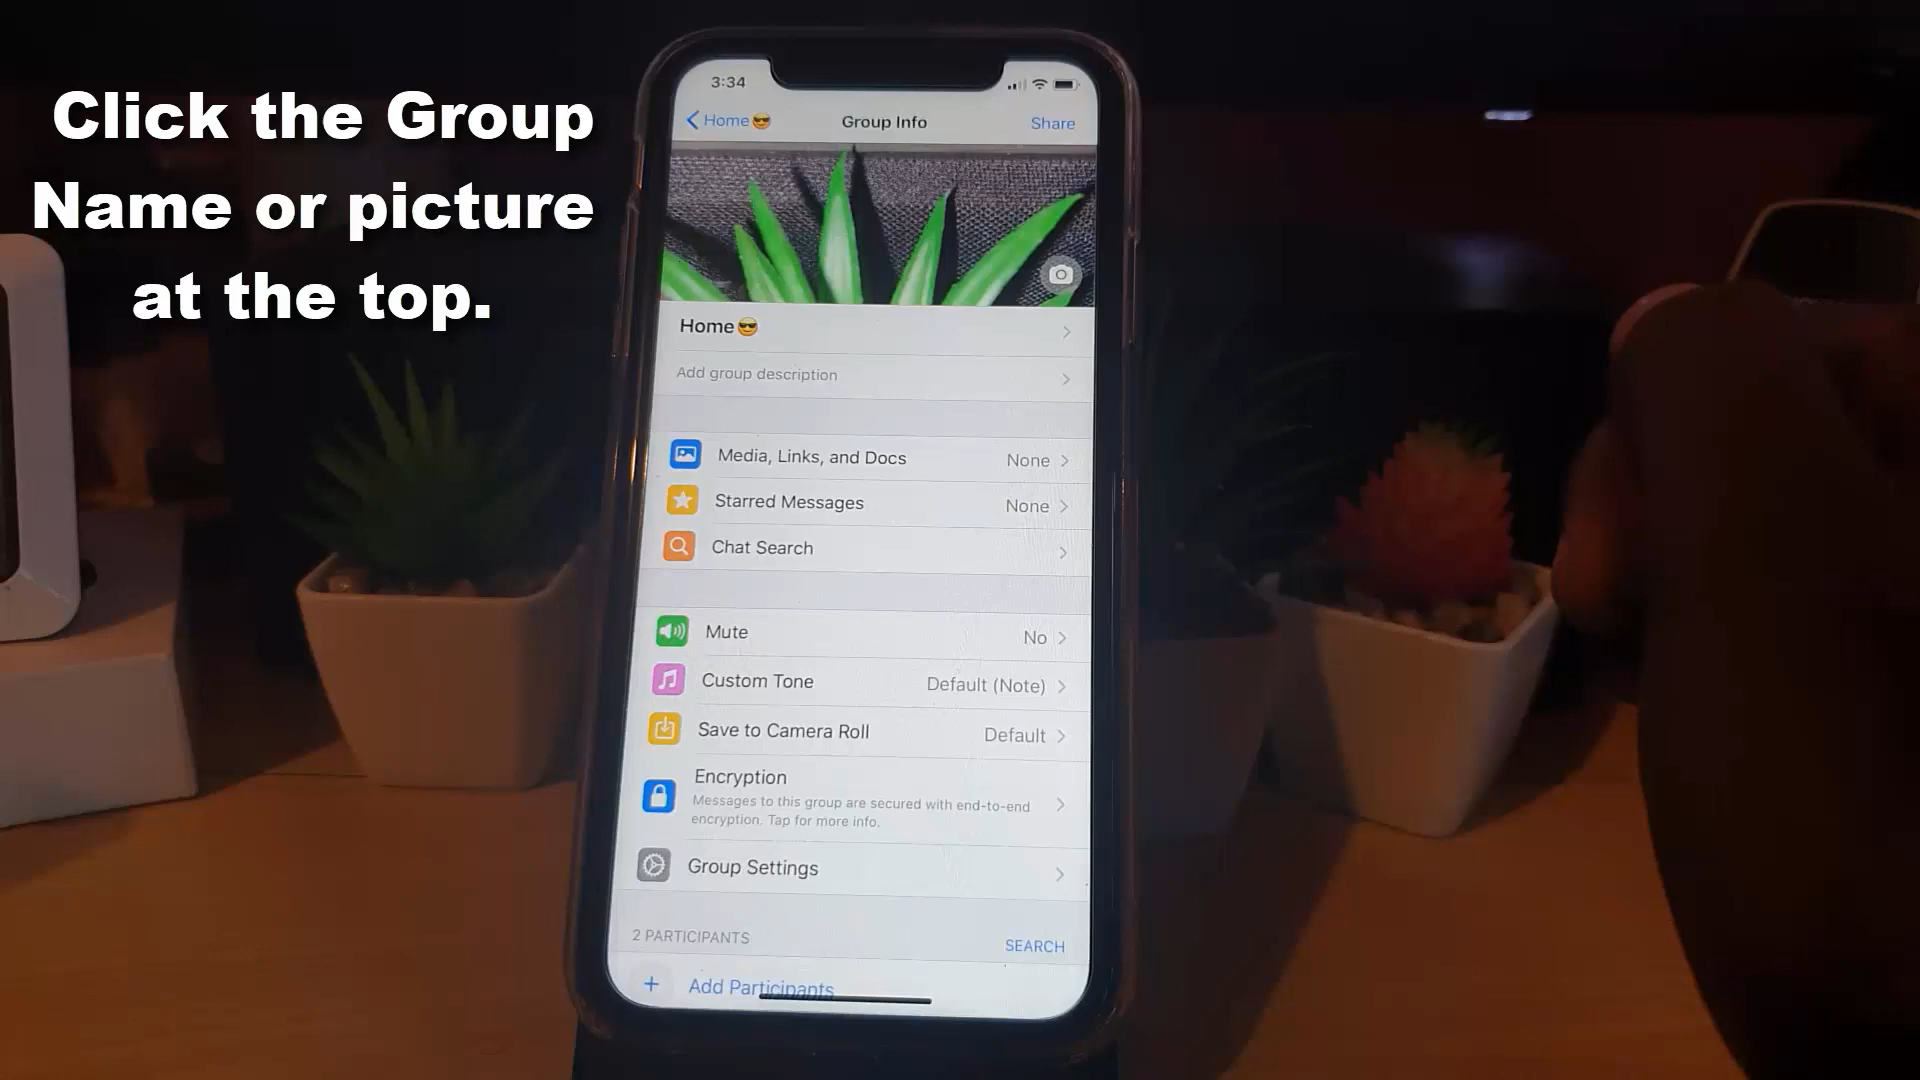 Click the Group
Name or picture
at the top.
3:34
Home😎
Group Info
Share
Home😎
Add group description
Media, Links, and Docs None
Starred Messages None
Chat Search
Mute No
Custom Tone Default (Note)
Save to Camera Roll Default
Encryption
Messages to this group are secured with end-to-end
encryption. Tap for more info.
Group Settings
2 PARTICIPANTS SEARCH
+ Add Participants